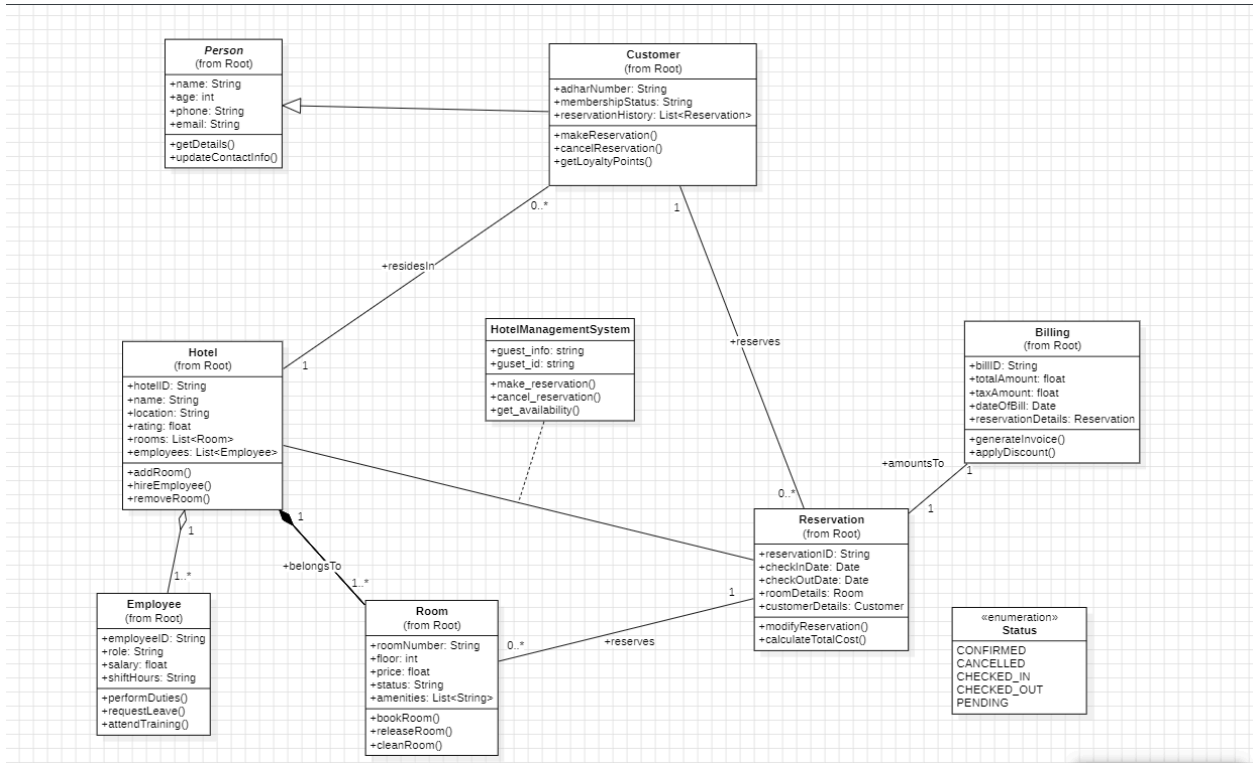 Person
(from Root)
+name: String
+age: int
+phone: String
+email: String
+getDetails()
+updateContactInfo()
Customer
(from Root)
+adharNumber: String
+membershipStatus: String
+reservationHistory: List<Reservation>
+makeReservation()
+cancelReservation()
+getLoyaltyPoints()
0..*
1
+residesIn
1
+reserves
0..*
HotelManagementSystem
+guest_info: string
+guset_id: string
+make_reservation()
+cancel_reservation()
+get_availability()
Billing
(from Root)
+billID: String
+totalAmount: float
+taxAmount: float
+dateOfBill: Date
+reservationDetails: Reservation
+generateInvoice()
+applyDiscount()
+amountsTo
1
1
Hotel
(from Root)
+hotelID: String
+name: String
+location: String
+rating: float
+rooms: List<Room>
+employees: List<Employee>
+addRoom()
+hireEmployee()
+removeRoom()
1
1
+belongsTo
1..*
1..*
Reservation
(from Root)
+reservationID: String
+checkInDate: Date
+checkOutDate: Date
+roomDetails: Room
+customerDetails: Customer
+modifyReservation()
+calculateTotalCost()
1
+reserves
0..*
Employee
(from Root)
+employeeID: String
+role: String
+salary: float
+shiftHours: String
+performDuties()
+requestLeave()
+attendTraining()
Room
(from Root)
+roomNumber: String
+floor: int
+price: float
+status: String
+amenities: List<String>
+bookRoom()
+releaseRoom()
+cleanRoom()
«enumeration»
Status
CONFIRMED
CANCELLED
CHECKED_IN
CHECKED_OUT
PENDING